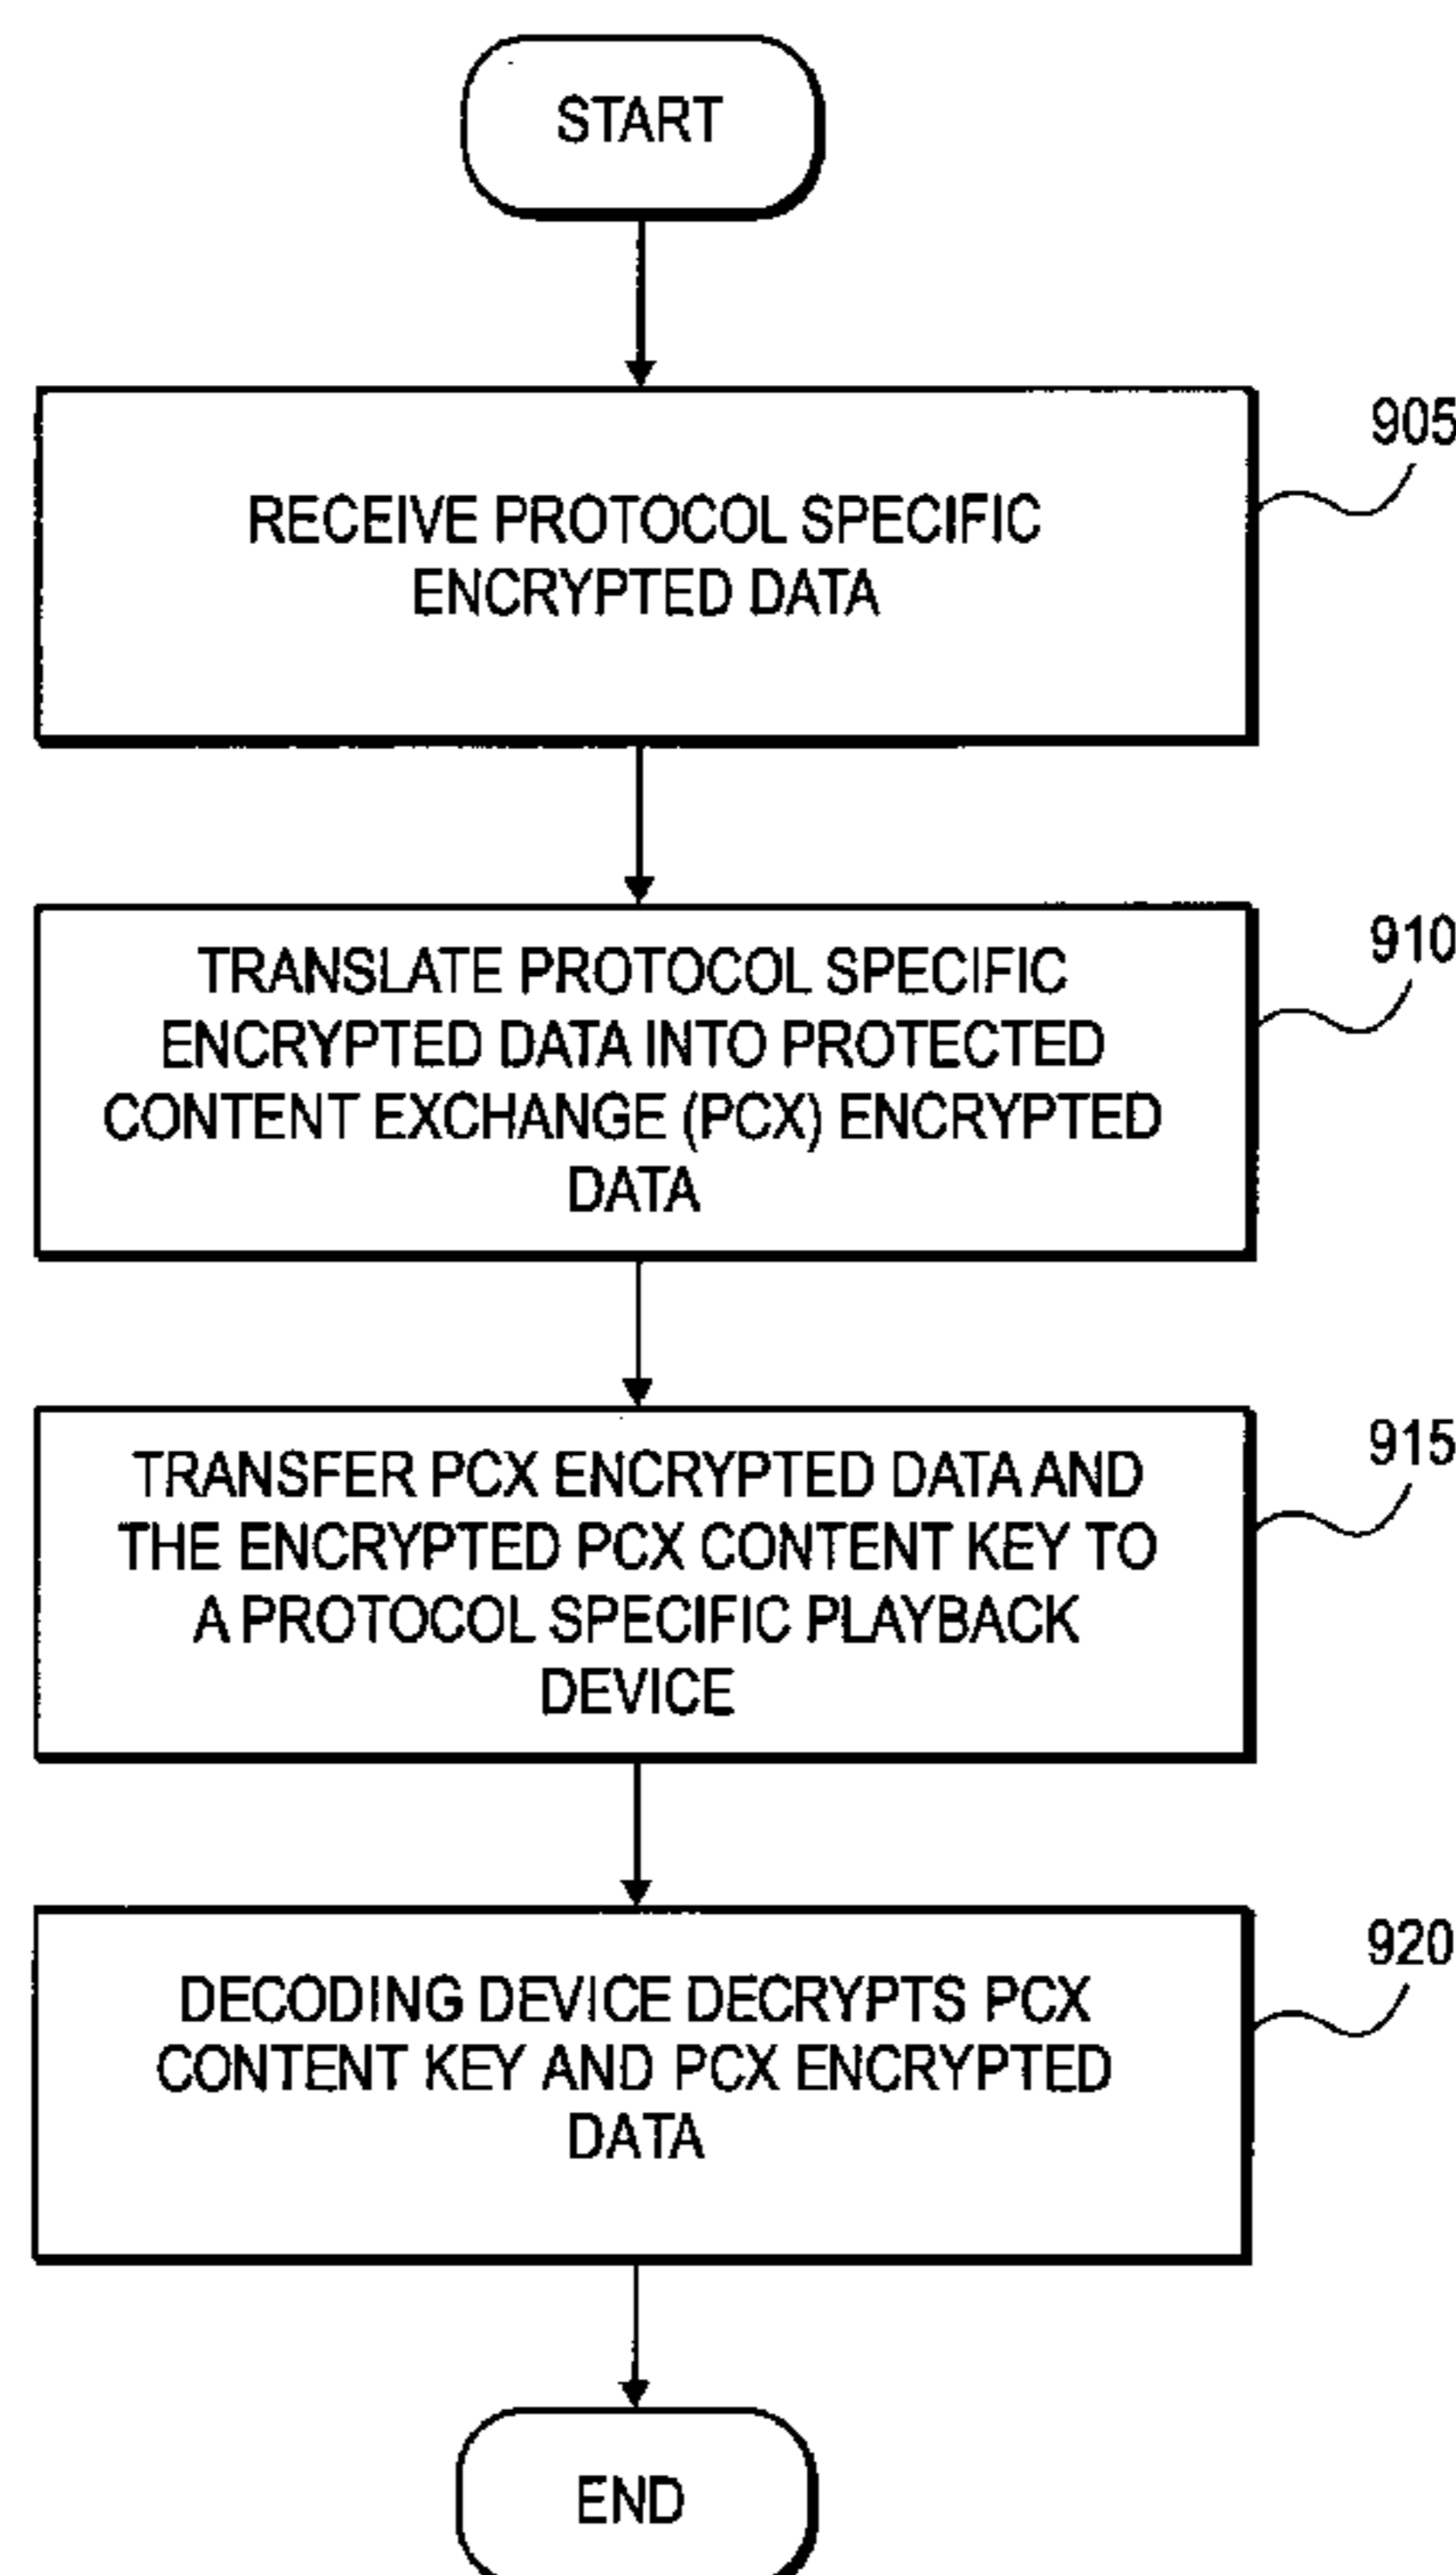 START
905
RECEIVE PROTOCOL SPECIFIC
ENCRYPTED DATA
910
TRANSLATE PROTOCOL SPECIFIC
ENCRYPTED DATA INTO PROTECTED
CONTENT EXCHANGE (PCX) ENCRYPTED
DATA
915
TRANSFER PCX ENCRYPTED DATA AND
THE ENCRYPTED PCX CONTENT KEY TO
A PROTOCOL SPECIFIC PLAYBACK
DEVICE
920
DECODING DEVICE DECRYPTS PCX
CONTENT KEY AND PCX ENCRYPTED
DATA
END